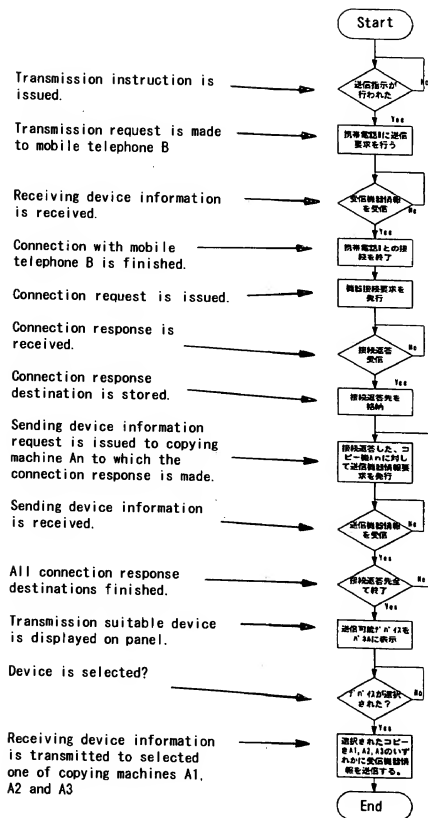 Start
Transmission instruction is
issued.
送信指示が
行われた
No
Yes
Transmission request is made
to mobile telephone B
携帯電話Bに送信
要求を行う
Receiving device information
is received.
受信機器情報
を受信
No
Yes
Connection with mobile
telephone B is finished.
携帯電話Bとの接
続を終了
Connection request is issued.
機器接続要求を
発行
Connection response is
received.
接続返答
受信
No
Yes
Connection response
destination is stored.
接続返答先を
格納
Sending device information
request is issued to copying
machine An to which the
connection response is made.
接続返答した、コ
ピー機Anに対し
て送信機器情報要
求を発行
Sending device information
is received.
送信機器情報
を受信
No
Yes
All connection response
destinations finished.
接続返答先全
て終了
No
Yes
Transmission suitable device
is displayed on panel.
送信可能ﾃﾞﾊﾞｲｽを
ﾊﾟﾈﾙに表示
Device is selected?
ﾃﾞﾊﾞｲｽが選択
された？
No
Yes
Receiving device information
is transmitted to selected
one of copying machines A1,
A2 and A3
選択されたコピー
きA1,A2,A3のいず
れかに受信機器情
報を送信する。
End